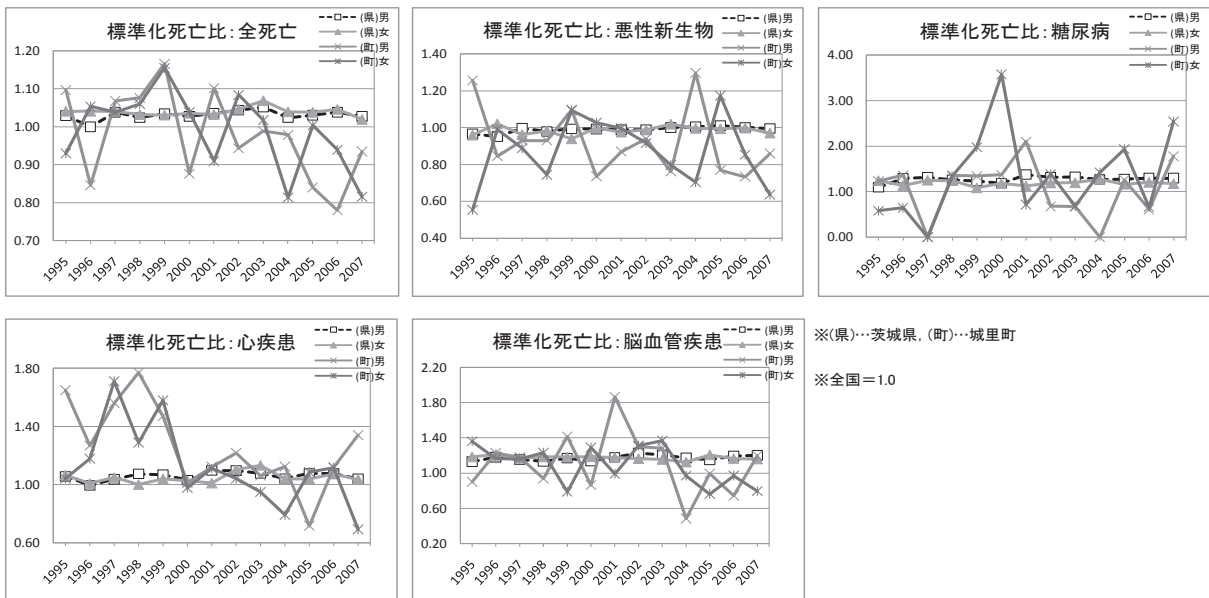 標準化死亡比:全死亡
(県)男
(県)女
(町)男
(町)女
1.20
1.10
1.00
0.90
0.80
0.70
1995 1996 1997 1998 1999 2000 2001 2002 2003 2004 2005 2006 2007
標準化死亡比:悪性新生物
(県)男
(県)女
(町)男
(町)女
1.40
1.20
1.00
0.80
0.60
0.40
1995 1996 1997 1998 1999 2000 2001 2002 2003 2004 2005 2006 2007
標準化死亡比:糖尿病
(県)男
(県)女
(町)男
(町)女
4.00
3.00
2.00
1.00
0.00
1995 1996 1997 1998 1999 2000 2001 2002 2003 2004 2005 2006 2007
標準化死亡比:心疾患
(県)男
(県)女
(町)男
(町)女
1.80
1.40
1.00
0.60
1995 1996 1997 1998 1999 2000 2001 2002 2003 2004 2005 2006 2007
標準化死亡比:脳血管疾患
(県)男
(県)女
(町)男
(町)女
2.20
1.80
1.40
1.00
0.60
0.20
1995 1996 1997 1998 1999 2000 2001 2002 2003 2004 2005 2006 2007
※(県)…茨城県, (町)…城里町
※全国=1.0